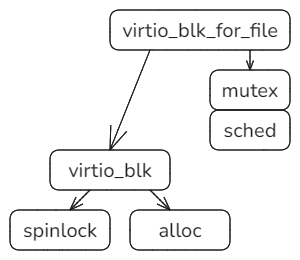 virtio_blk_for_file
mutex
sched
virtio_blk
spinlock
alloc